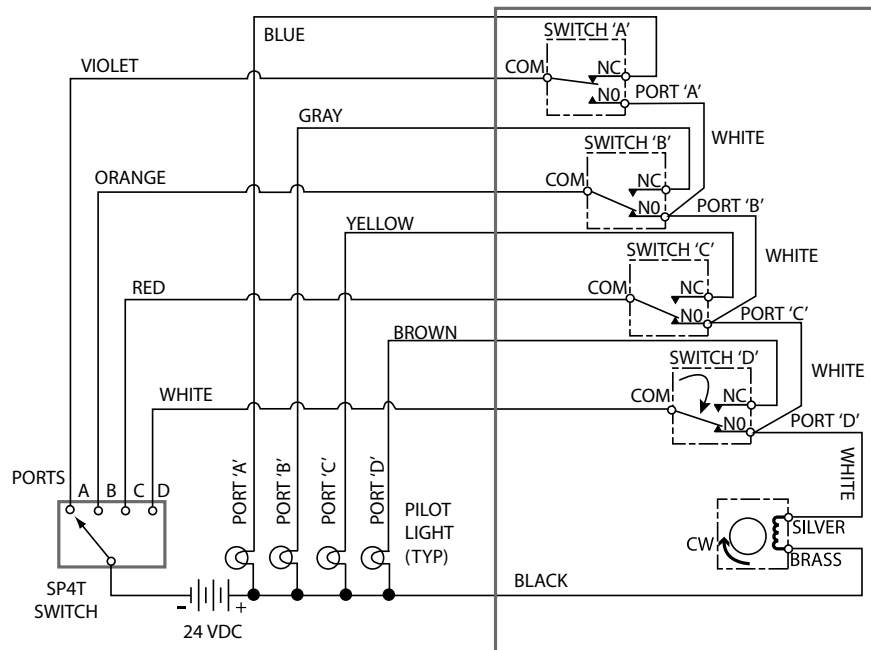 BLUE
SWITCH 'A'
VIOLET
COM
NC
N0
PORT 'A'
GRAY
WHITE
SWITCH 'B'
ORANGE
COM
NC
N0
PORT 'B'
YELLOW
WHITE
SWITCH 'C'
RED
COM
NC
N0
PORT 'C'
BROWN
SWITCH 'D'
WHITE
WHITE
COM
NC
N0
PORT 'D'
PORTS
A B C D
PORT 'A'
PORT 'B'
PORT 'C'
PORT 'D'
PILOT
LIGHT
(TYP)
WHITE
SILVER
CW
BRASS
SP4T
SWITCH
- +
24 VDC
BLACK